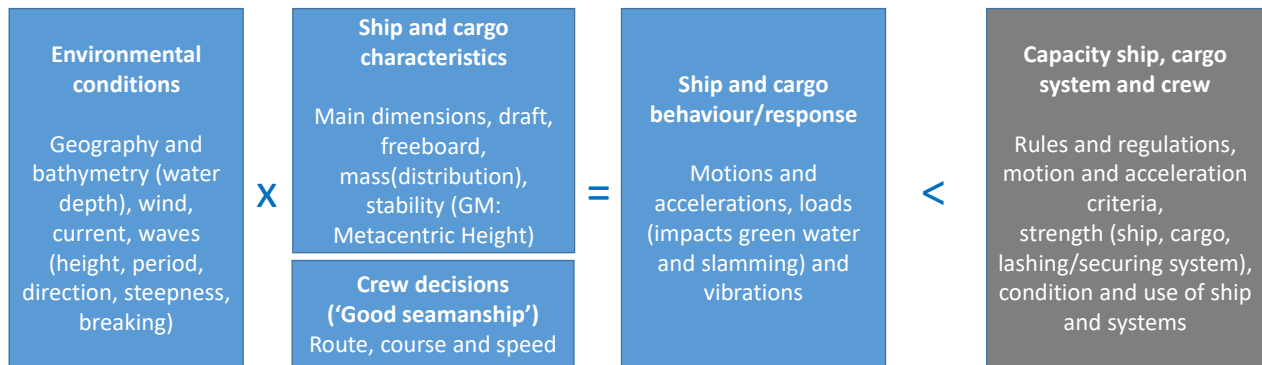 Environmental
conditions
Geography and
bathymetry (water
depth), wind,
current, waves
(height, period,
direction, steepness,
breaking)
x
Ship and cargo
characteristics
Main dimensions, draft,
freeboard,
mass(distribution),
stability (GM:
Metacentric Height)
Crew decisions
(‘Good seamanship’)
Route, course and speed
=
Ship and cargo
behaviour/response
Motions and
accelerations, loads
(impacts green water
and slamming) and
vibrations
<
Capacity ship, cargo
system and crew
Rules and regulations,
motion and acceleration
criteria,
strength (ship, cargo,
lashing/securing system),
condition and use of ship
and systems